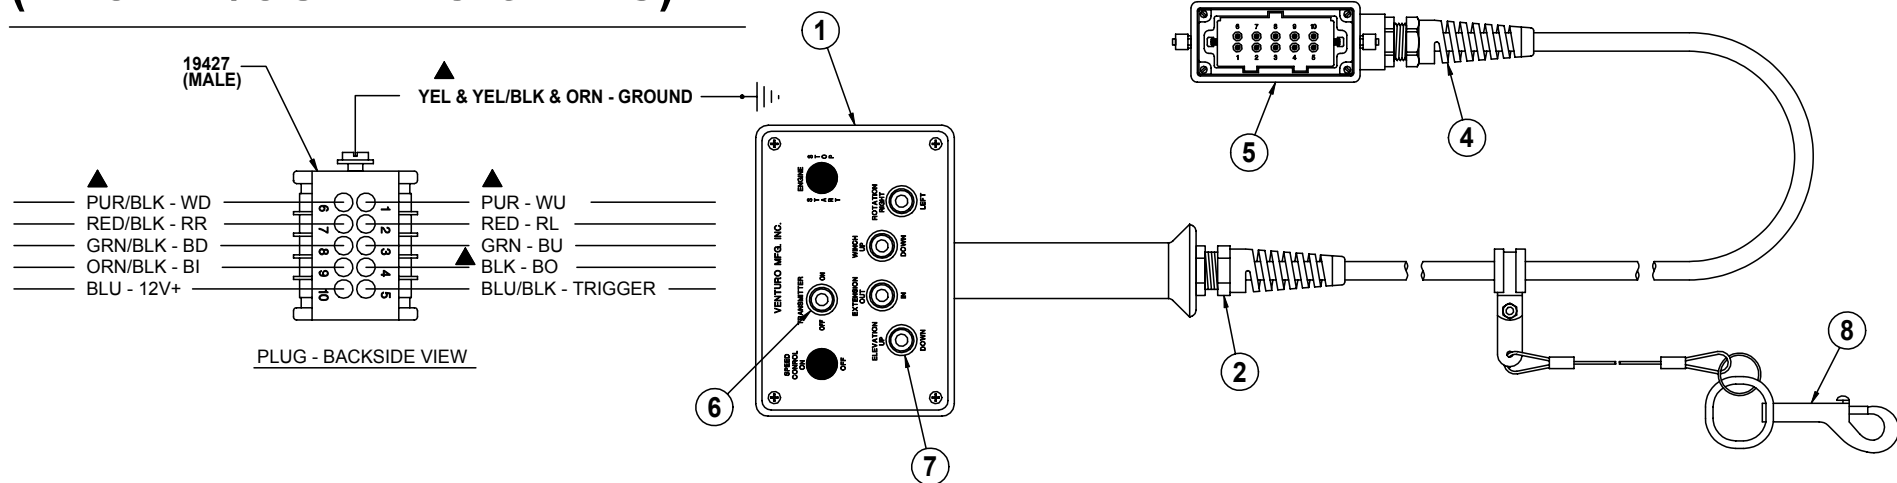 19427
(MALE)
YEL & YEL/BLK & ORN - GROUND
PUR/BLK - WD
RED/BLK - RR
GRN/BLK - BD
ORN/BLK - BI
BLU - 12V+
6
7
8
9
10
1
2
3
4
5
PUR - WU
RED - RL
GRN - BU
BLK - BO
BLU/BLK - TRIGGER
PLUG - BACKSIDE VIEW
1
VENTURO MFG. INC.
ENGINE
STOP
START
ROTATION
RIGHT
LEFT
WINCH
UP
DOWN
TRANSMITTER
ON
OFF
EXTENSION
OUT
IN
ELEVATION
UP
DOWN
SPEED
CONTROL
ON
OFF
6
7
2
6 7 8 9 10
1 2 3 4 5
5
4
8